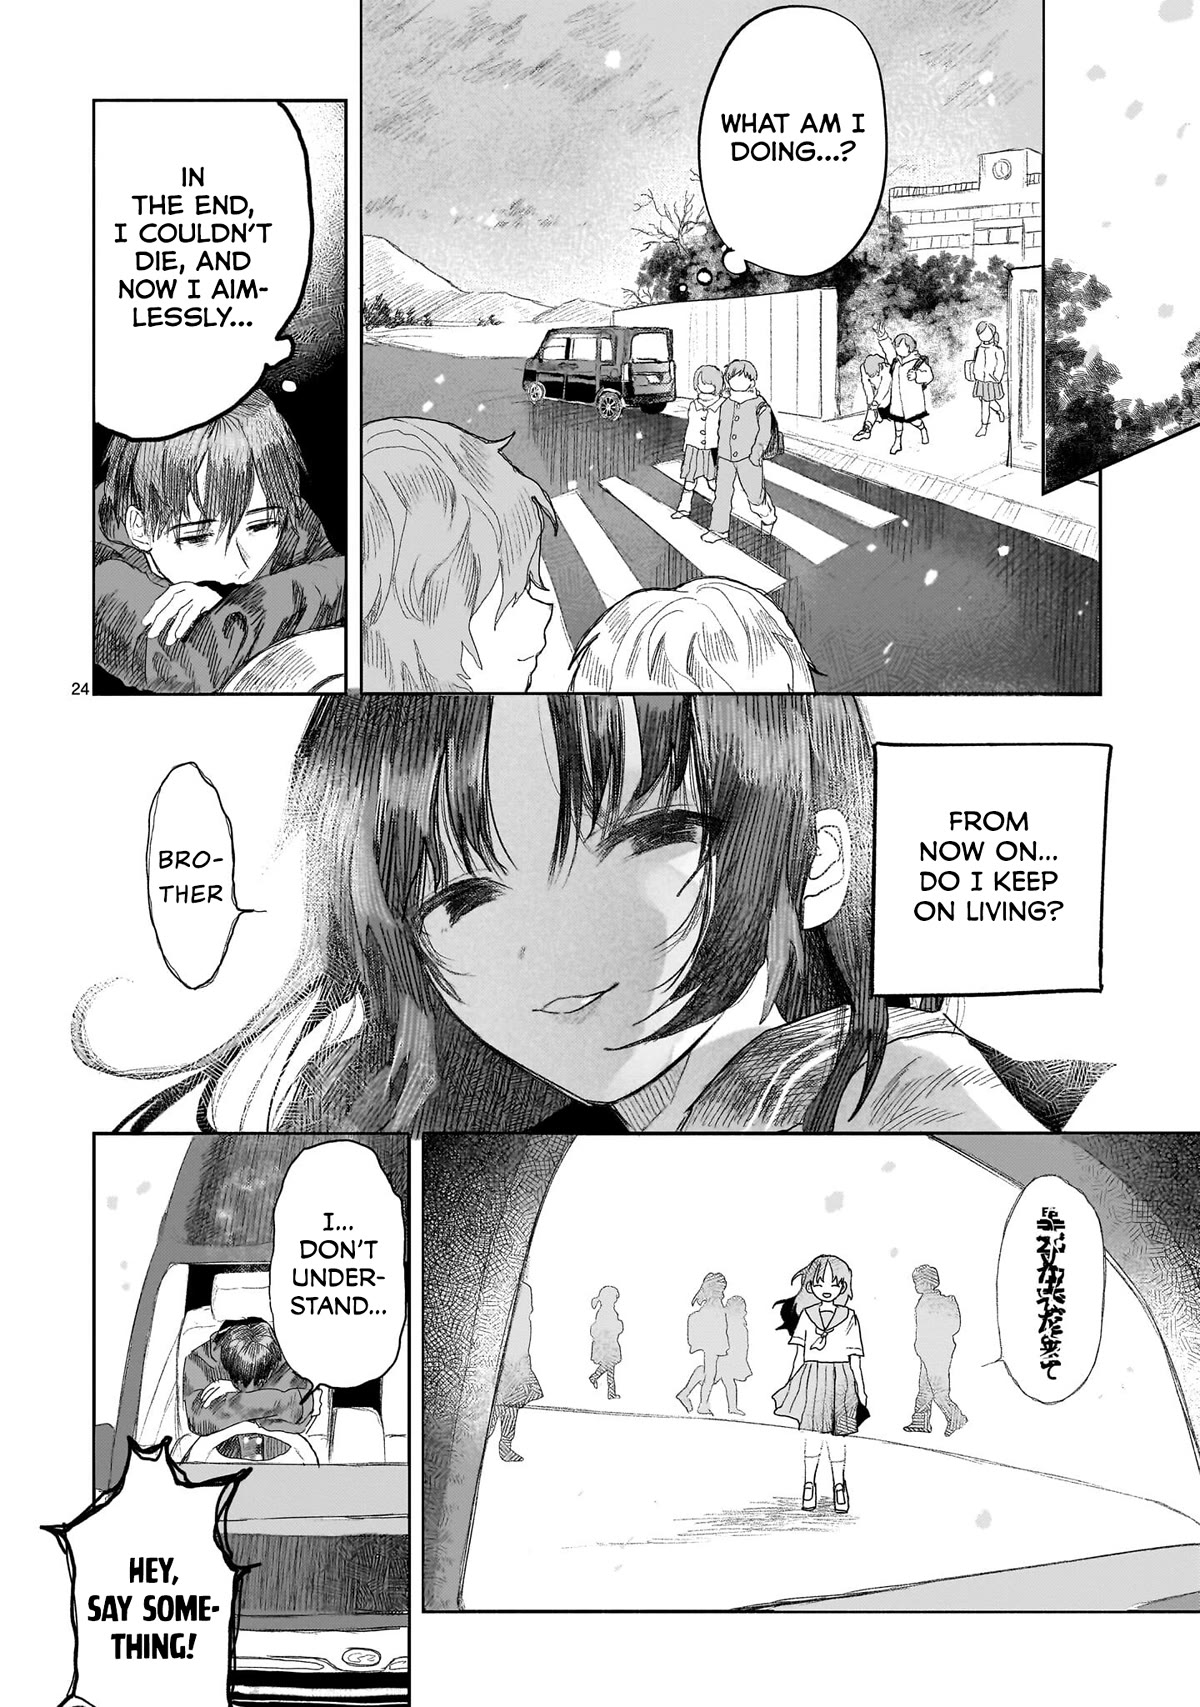 WHAT AM I
DOING...?
IN
THE END,
I COULDN'T
DIE, AND
NOW I AIM-
LESSLY...
24
FROM
NOW ON...
DO I KEEP
ON LIVING?
BRO-
THER
I...
DON'T
UNDER-
STAND...
HEY,
SAY SOME-
THING!